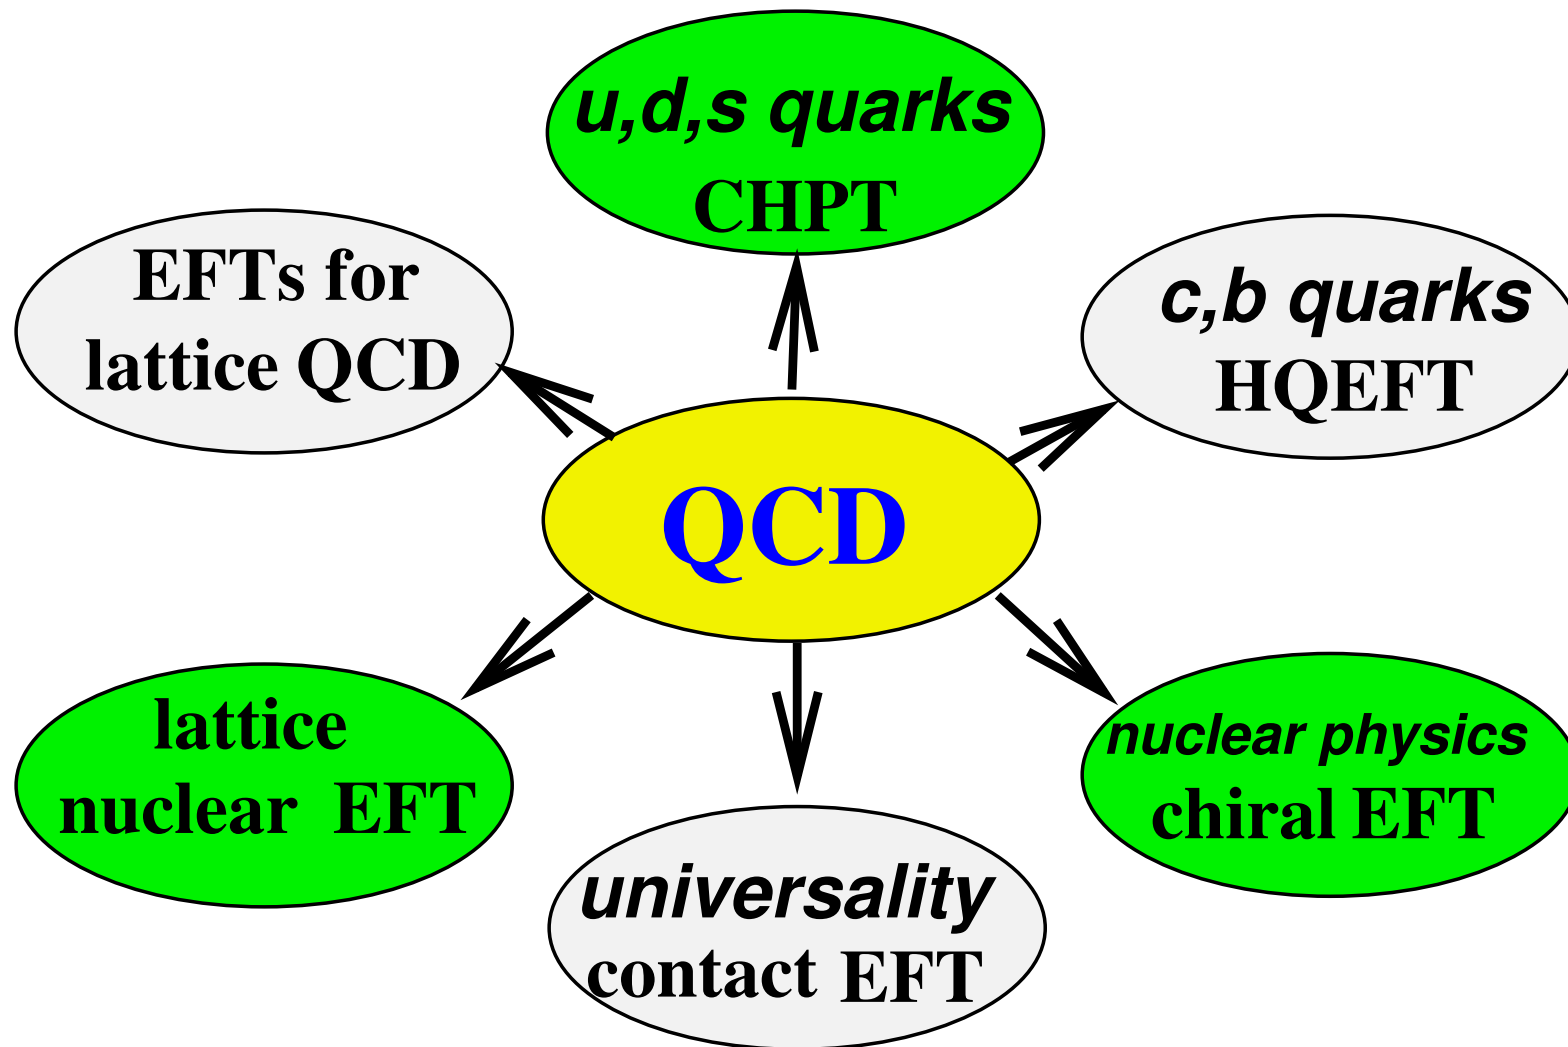 u,d,s quarks
CHPT
EFTs for
lattice QCD
c,b quarks
HQEFT
QCD
lattice
nuclear EFT
nuclear physics
chiral EFT
universality
contact EFT